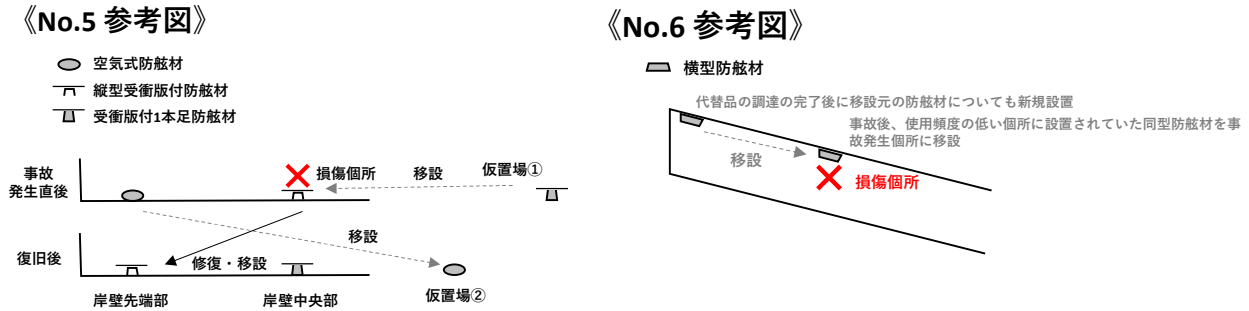 《No.5 参考図》
空気式防舷材
縦型受衝版付防舷材
受衝版付1本足防舷材
事故
発生直後
損傷個所
移設
仮置場①
移設
復旧後
修復・移設
岸壁先端部
岸壁中央部
仮置場②
《No.6 参考図》
横型防舷材
代替品の調達の完了後に移設元の防舷材についても新規設置
事故後、使用頻度の低い個所に設置されていた同型防舷材を事
故発生個所に移設
移設
損傷個所